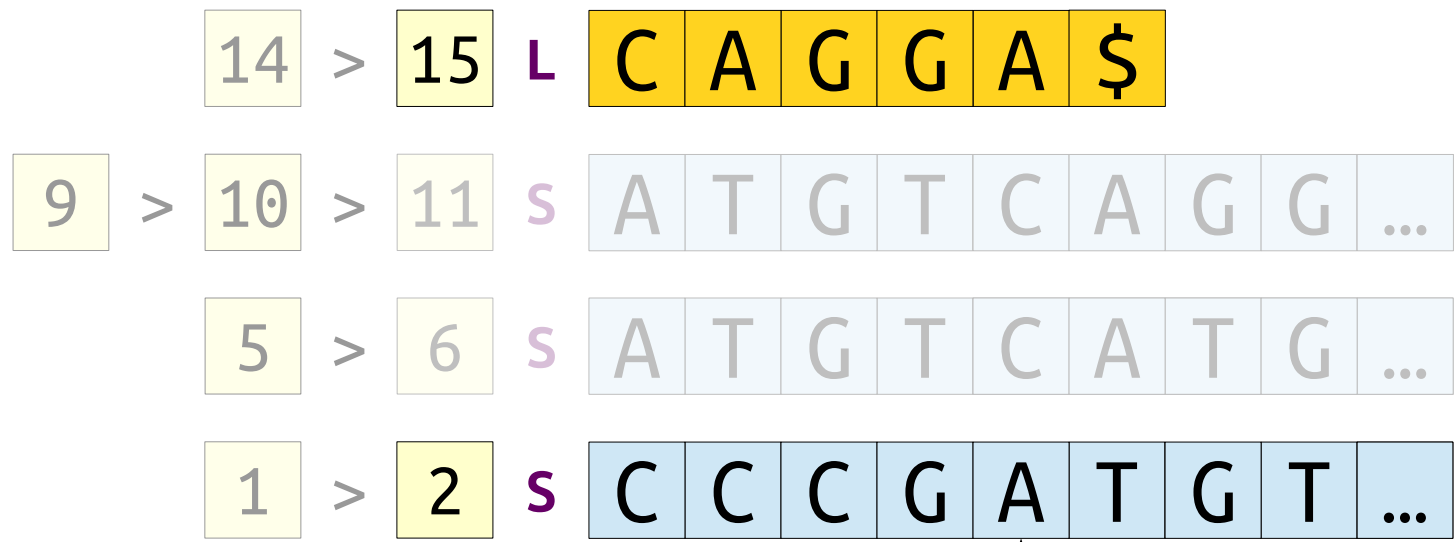 14 > 15 L C A G G A $
9 > 10 > 11 S A T G T C A G G ...
5 > 6 S A T G T C A T G ...
1 > 2 S C C C G A T G T ...